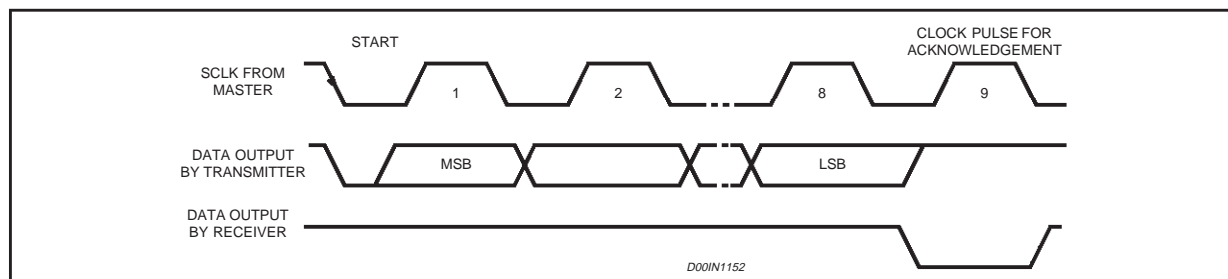 START
CLOCK PULSE FOR
ACKNOWLEDGEMENT
SCLK FROM
MASTER
1
2
8
9
DATA OUTPUT
BY TRANSMITTER
MSB
LSB
DATA OUTPUT
BY RECEIVER
D00IN1152